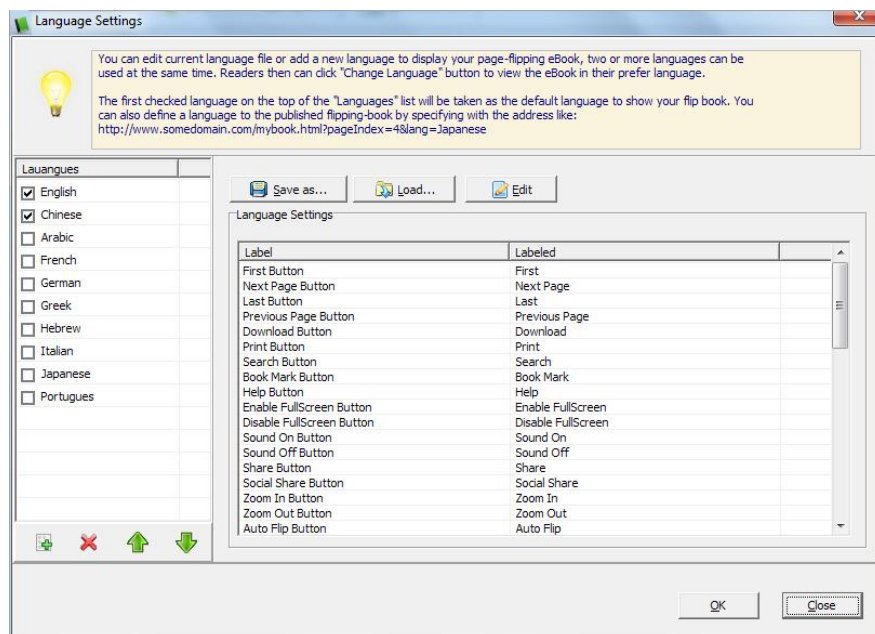 Language Settings
You can edit current language file or add a new language to display your page-flipping eBook, two or more languages can be
used at the same time. Readers then can click "Change Language" button to view the eBook in their prefer language.
The first checked language on the top of the "Languages" list will be taken as the default language to show your flip book. You
can also define a language to the published flipping-book by specifying with the address like:
http://www.somedomain.com/mybook.html?pageIndex=4&lang=Japanese
Lauangues
English
Chinese
Arabic
French
German
Greek
Hebrew
Italian
Japanese
Portugues
Save as... Load... Edit
Language Settings
Label Labeled
First Button First
Next Page Button Next Page
Last Button Last
Previous Page Button Previous Page
Download Button Download
Print Button Print
Search Button Search
Book Mark Button Book Mark
Help Button Help
Enable FullScreen Button Enable FullScreen
Disable FullScreen Button Disable FullScreen
Sound On Button Sound On
Sound Off Button Sound Off
Share Button Share
Social Share Button Social Share
Zoom In Button Zoom In
Zoom Out Button Zoom Out
Auto Flip Button Auto Flip
OK Close